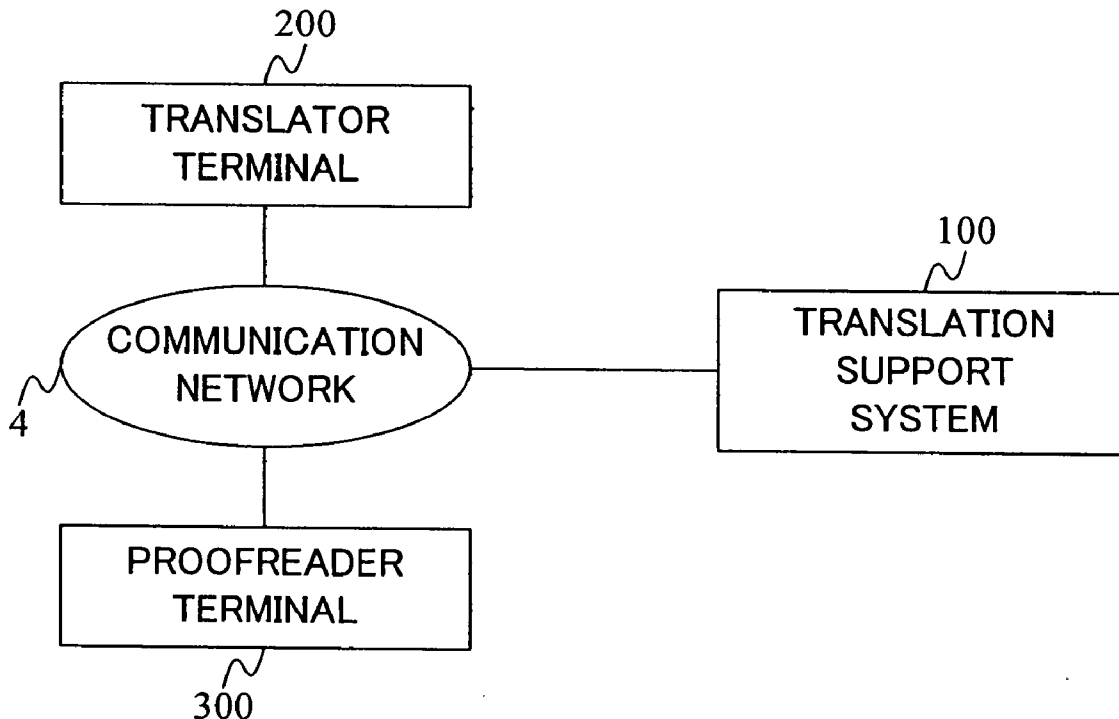 200
TRANSLATOR
TERMINAL
100
TRANSLATION
SUPPORT
SYSTEM
COMMUNICATION
NETWORK
4
PROOFREADER
TERMINAL
300